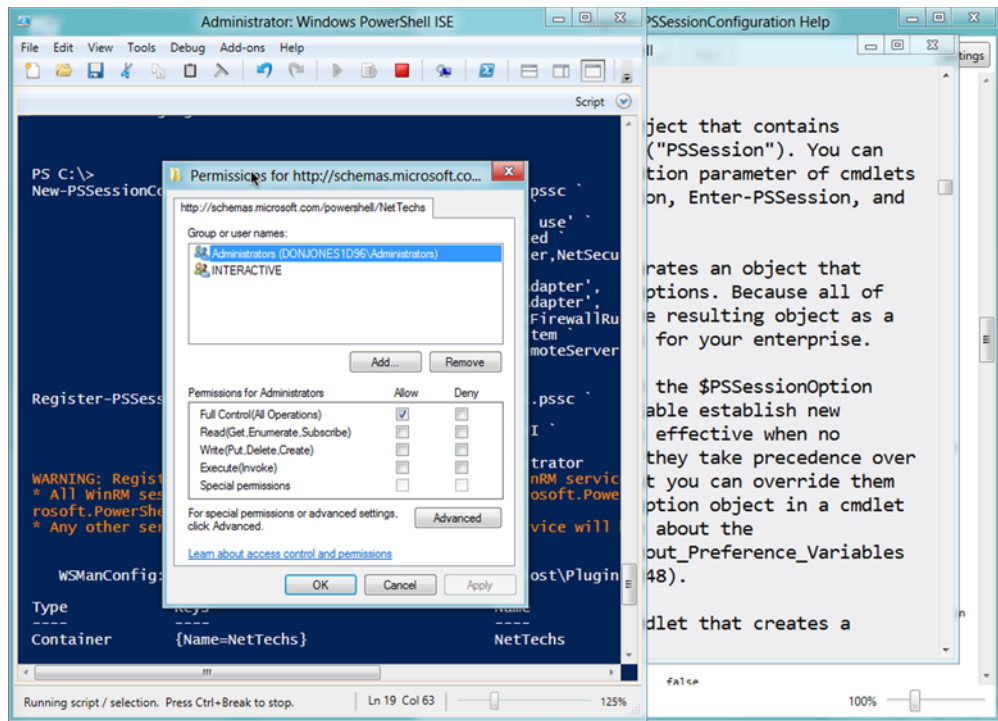 Administrator: Windows PowerShell ISE
File Edit View Tools Debug Add-ons Help
Script
PS C:\>
New-PSSessionCo
pssc `
use' `
ed `
er,NetSecu
dapter',
dapter',
FirewallRu
tem `
moteServer
Register-PSSess
.pssc `
I `
trator
WARNING: Regist
nRM servic
* All WinRM ses
osoft.Powe
rosoft.PowerShe
* Any other ser
vice will
WSManConfig:
ost\Plugin
Type
Keys
Name
----
----
----
Container {Name=NetTechs} NetTechs
Running script / selection. Press Ctrl+Break to stop.
Ln 19 Col 63
125%
Permissions for http://schemas.microsoft.co...
http://schemas.microsoft.com/powershell/NetTechs
Group or user names:
Administrators (DONJONES1D96\Administrators)
INTERACTIVE
Add... Remove
Permissions for Administrators Allow Deny
Full Control(All Operations)
Read(Get,Enumerate,Subscribe)
Write(Put,Delete,Create)
Execute(Invoke)
Special permissions
For special permissions or advanced settings,
click Advanced.
Advanced
Learn about access control and permissions
OK Cancel Apply
PSSessionConfiguration Help
ll
tings
ject that contains
("PSSession"). You can
tion parameter of cmdlets
on, Enter-PSSession, and
rates an object that
ptions. Because all of
e resulting object as a
for your enterprise.
the $PSSessionOption
able establish new
effective when no
they take precedence over
t you can override them
ption object in a cmdlet
about the
out_Preference_Variables
48).
dlet that creates a
n
false
100%